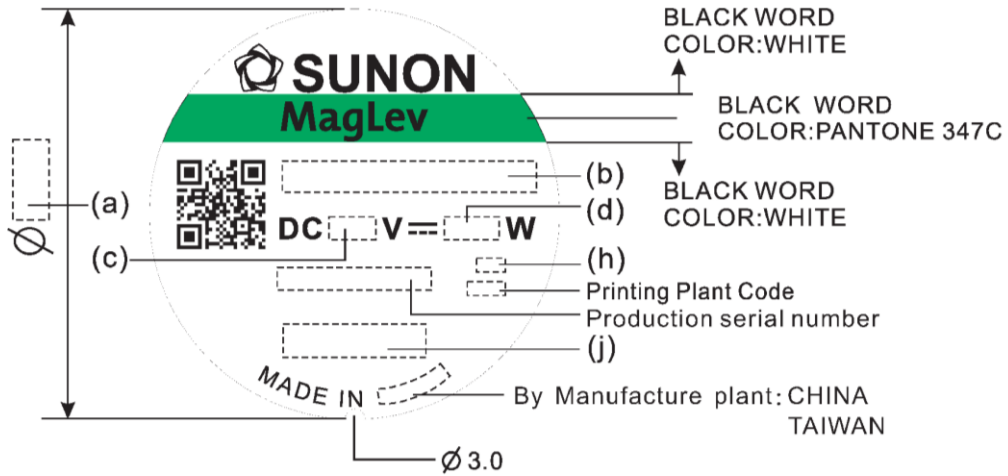 BLACK WORD
COLOR:WHITE
SUNON
MagLev
BLACK WORD
COLOR:PANTONE 347C
(a)
(b)
BLACK WORD
COLOR:WHITE
(d)
Ø
DC V⎓ W
(c)
(h)
Printing Plant Code
Production serial number
(j)
MADE IN
By Manufacture plant: CHINA
TAIWAN
Ø 3.0